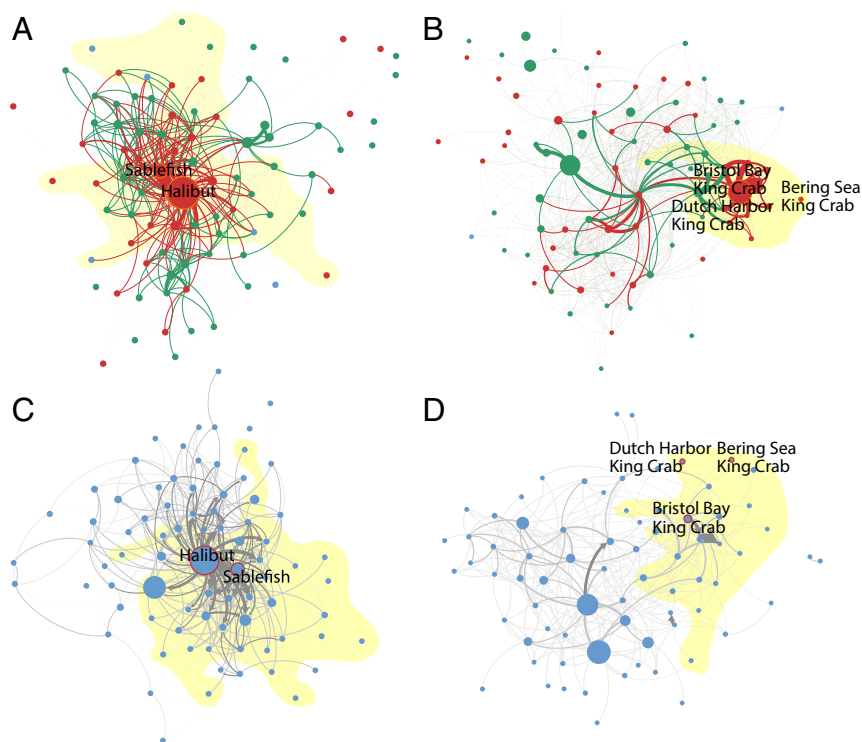 A
B
Sablefish
Halibut
Bristol Bay
King Crab
Dutch Harbor
King Crab
Bering Sea
King Crab
C
D
Halibut
Sablefish
Dutch Harbor
King Crab
Bering Sea
King Crab
Bristol Bay
King Crab